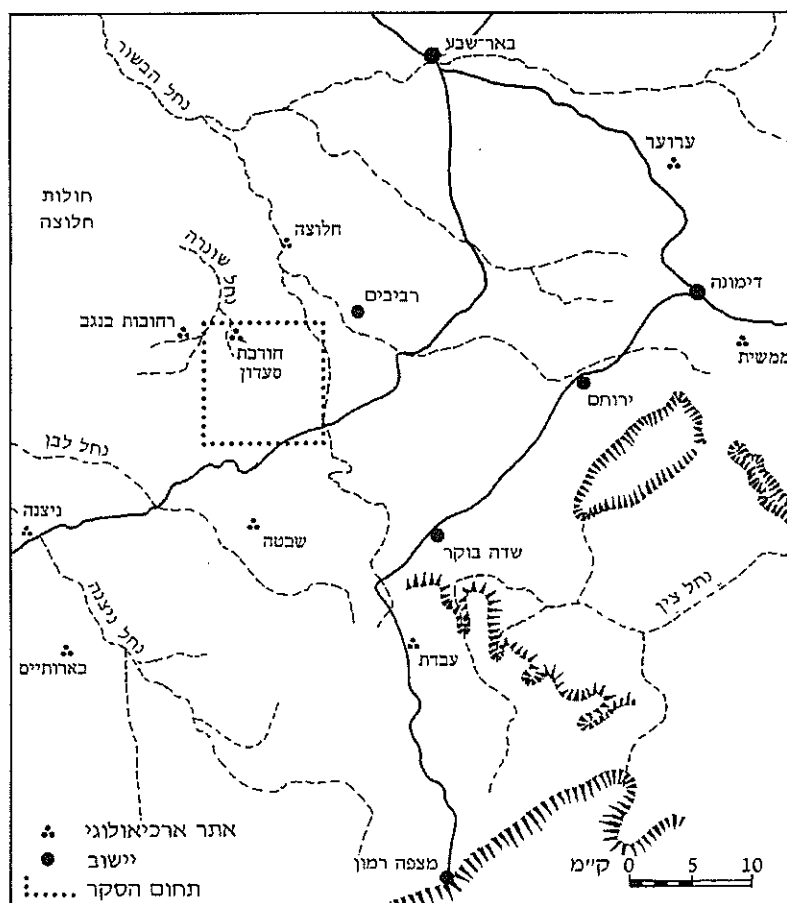 באר-שבע
נחל הבשור
ערוער
חולות
חלוצה
חלוצה
נחל שונרה
רביבים
דימונה
רחובות בנגב
חורבת
סעדון
ממשית
ירוחם
נחל לבן
ניצנה
שבטה
שדה בוקר
נחל צין
נחל ניצנה
בארותיים
עבדת
אתר ארכיאולוגי
יישוב
תחום הסקר
מצפה רמון
ק"מ 0 5 10